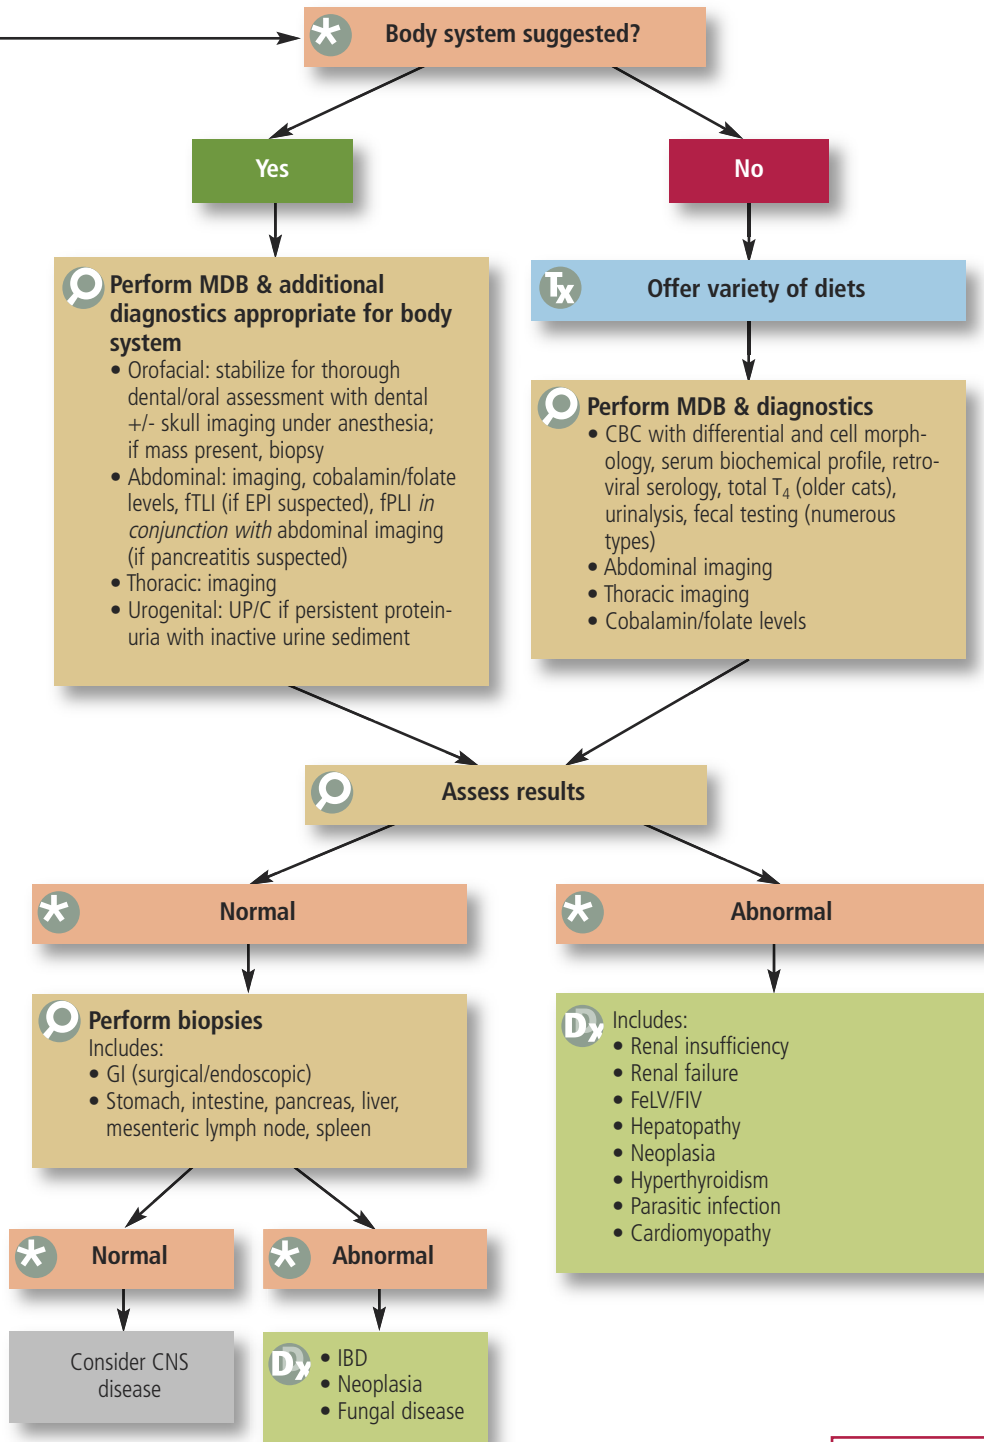 Body system suggested?
Yes
No
Perform MDB & additional
diagnostics appropriate for body
system
• Orofacial: stabilize for thorough
dental/oral assessment with dental
+/- skull imaging under anesthesia;
if mass present, biopsy
• Abdominal: imaging, cobalamin/folate
levels, fTLI (if EPI suspected), fPLI in
conjunction with abdominal imaging
(if pancreatitis suspected)
• Thoracic: imaging
• Urogenital: UP/C if persistent protein-
uria with inactive urine sediment
Tx
Offer variety of diets
Perform MDB & diagnostics
• CBC with differential and cell morph-
ology, serum biochemical profile, retro-
viral serology, total T4 (older cats),
urinalysis, fecal testing (numerous
types)
• Abdominal imaging
• Thoracic imaging
• Cobalamin/folate levels
Assess results
Normal
Abnormal
Perform biopsies
Includes:
• GI (surgical/endoscopic)
• Stomach, intestine, pancreas, liver,
mesenteric lymph node, spleen
Dx
Includes:
• Renal insufficiency
• Renal failure
• FeLV/FIV
• Hepatopathy
• Neoplasia
• Hyperthyroidism
• Parasitic infection
• Cardiomyopathy
Normal
Abnormal
Consider CNS
disease
Dx
• IBD
• Neoplasia
• Fungal disease